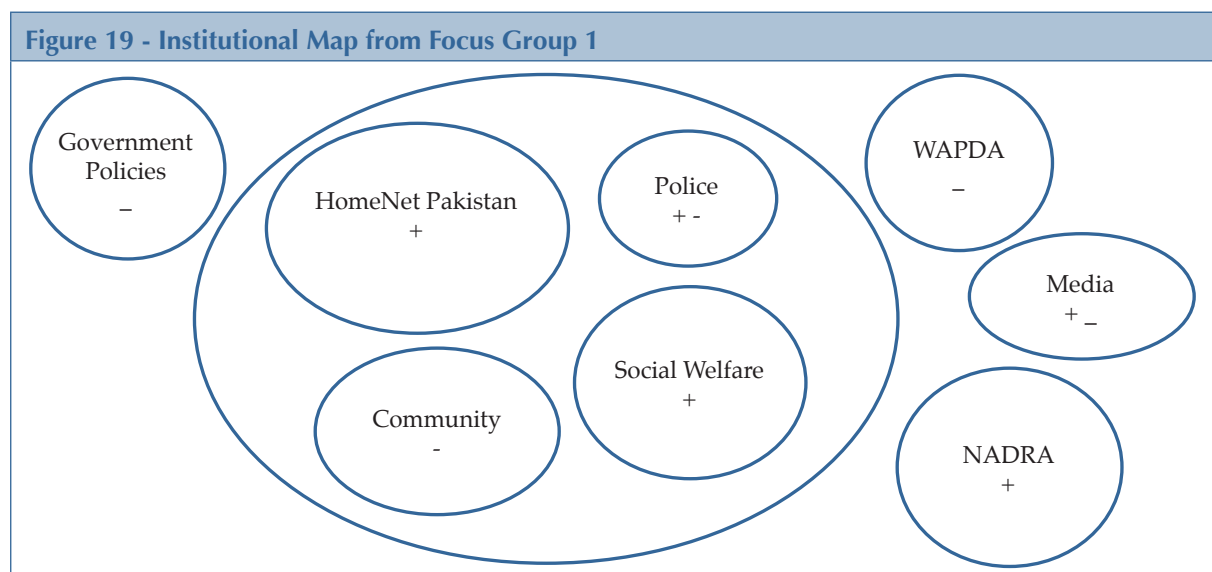 Figure 19 - Institutional Map from Focus Group 1
Government
Policies
–
HomeNet Pakistan
+
Police
+ -
Community
-
Social Welfare
+
WAPDA
–
Media
+ _
NADRA
+